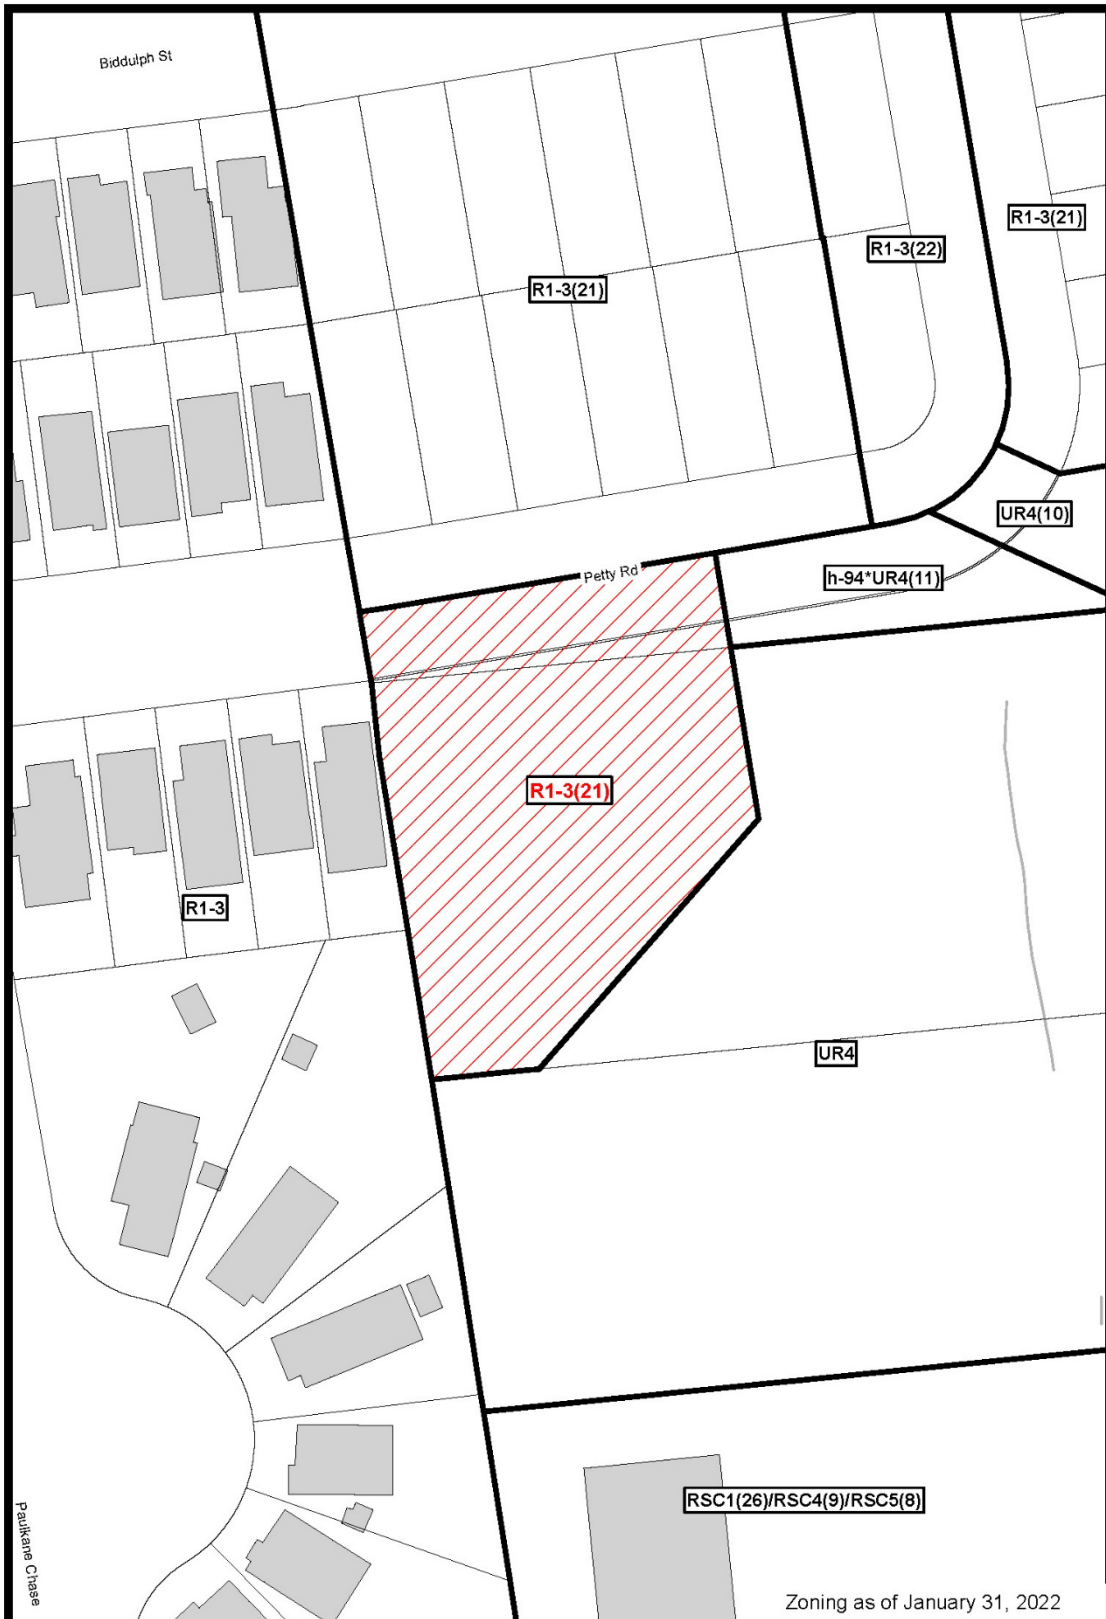 Biddulph St
R1-3(21)
R1-3(22)
R1-3(21)
UR4(10)
Petty Rd
h-94*UR4(11)
R1-3(21)
R1-3
UR4
RSC1(26)/RSC4(9)/RSC5(8)
Paulkane Chase
Zoning as of January 31, 2022